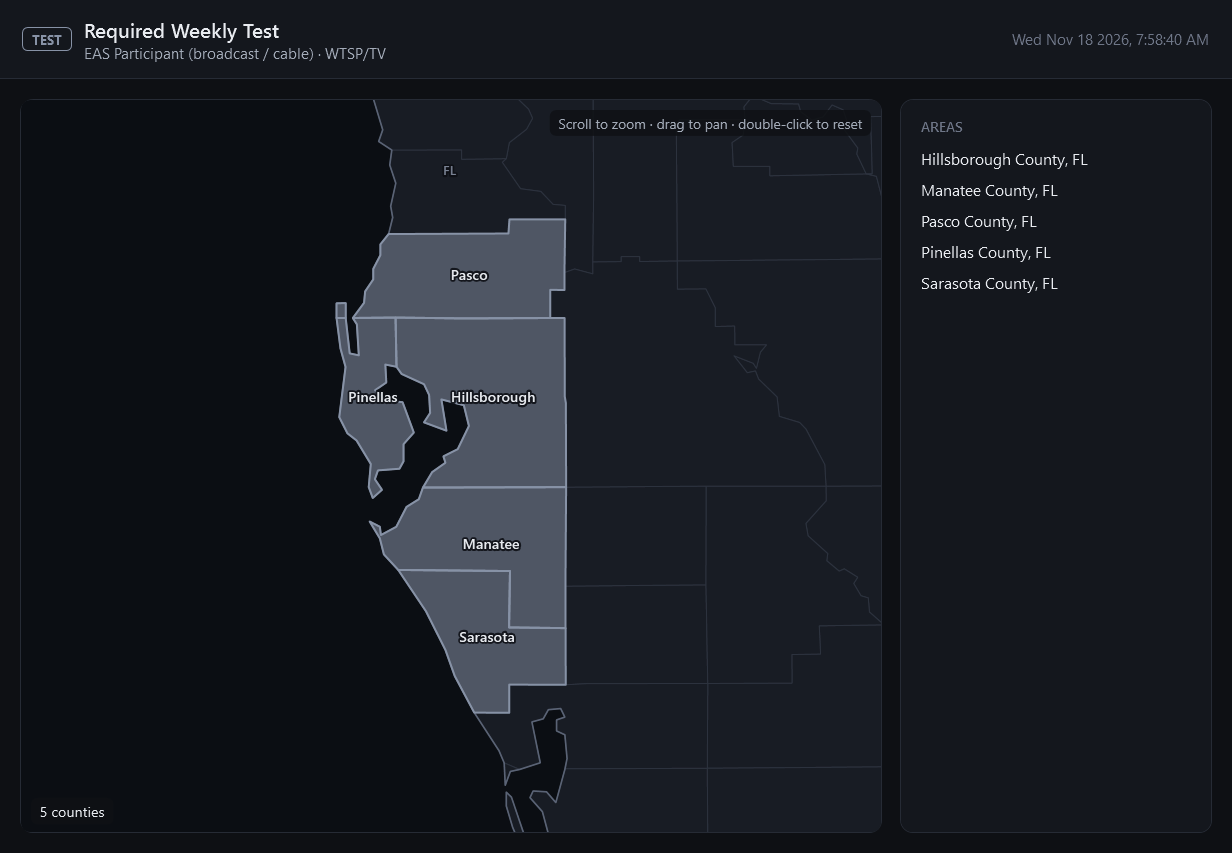 TEST
Required Weekly Test
EAS Participant (broadcast / cable) · WTSP/TV
Wed Nov 18 2026, 7:58:40 AM
Scroll to zoom · drag to pan · double-click to reset
FL
Pasco
Pinellas
Hillsborough
Manatee
Sarasota
5 counties
AREAS
Hillsborough County, FL
Manatee County, FL
Pasco County, FL
Pinellas County, FL
Sarasota County, FL